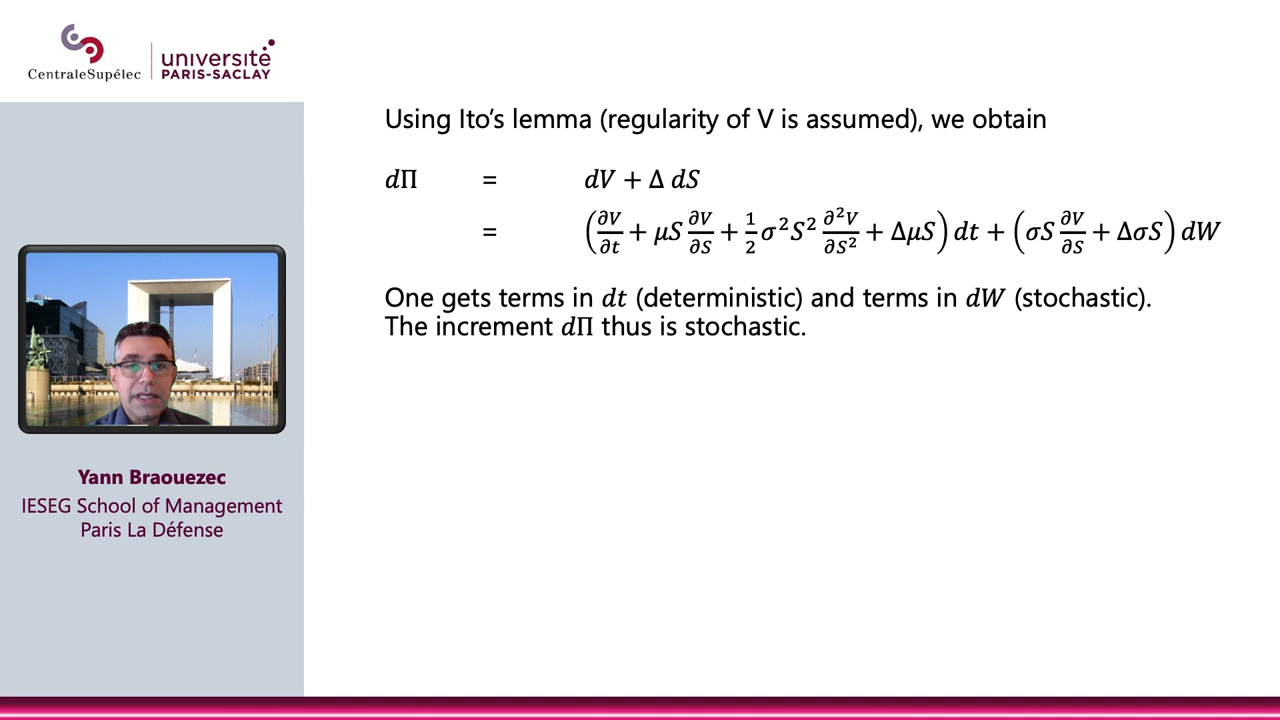 CentraleSupélec
université
PARIS-SACLAY
Using Ito’s lemma (regularity of V is assumed), we obtain
𝑑Π = 𝑑𝑉 + Δ 𝑑𝑆
= (∂𝑉/∂𝑡 + 𝜇𝑆 ∂𝑉/∂𝑆 + 1/2 𝜎²𝑆² ∂²𝑉/∂𝑆² + Δ𝜇𝑆) 𝑑𝑡 + (𝜎𝑆 ∂𝑉/∂𝑆 + Δ𝜎𝑆) 𝑑𝑊
One gets terms in 𝑑𝑡 (deterministic) and terms in 𝑑𝑊 (stochastic).
The increment 𝑑Π thus is stochastic.
Yann Braouezec
IESEG School of Management
Paris La Défense